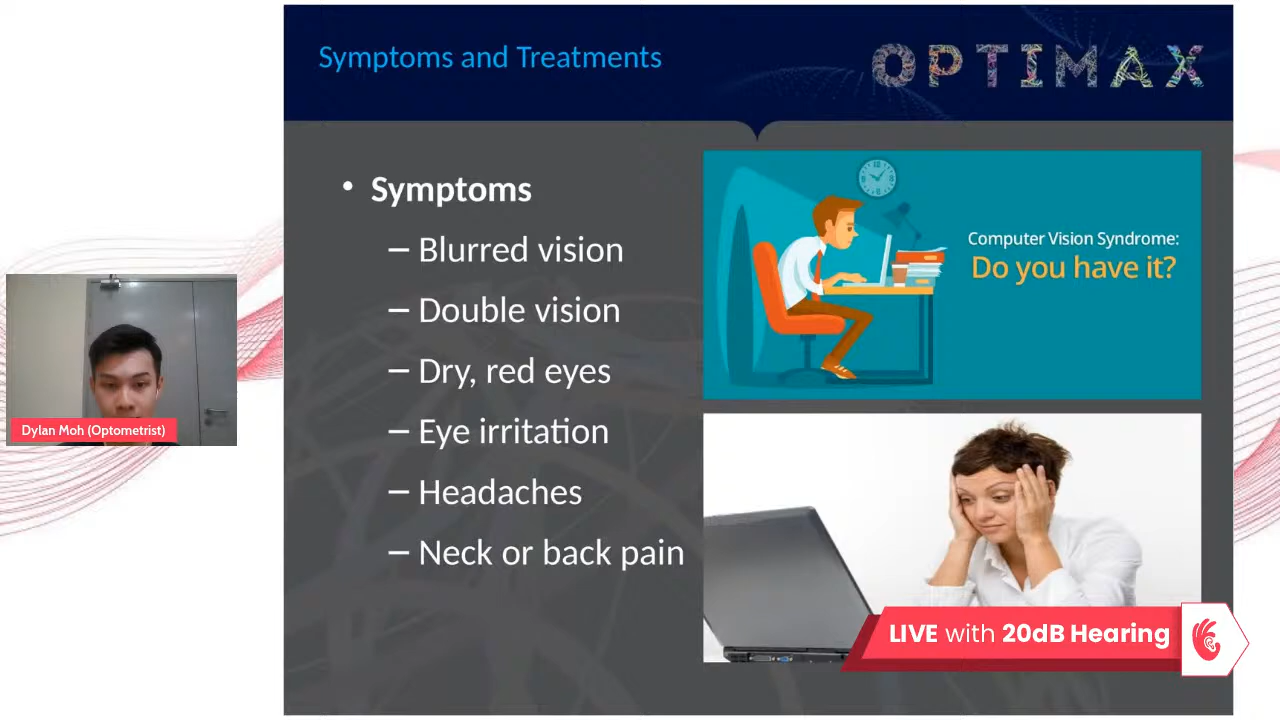 Symptoms and Treatments
OPTIMAX
• Symptoms
– Blurred vision
– Double vision
– Dry, red eyes
– Eye irritation
– Headaches
– Neck or back pain
Computer Vision Syndrome:
Do you have it?
Dylan Moh (Optometrist)
LIVE with 20dB Hearing